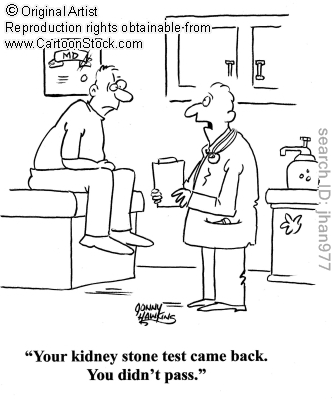 © Original Artist
Reproduction rights obtainable from
www.CartoonStock.com
MD
search ID: jhan977
JONNY
HAWKINS
“Your kidney stone test came back.
You didn’t pass.”